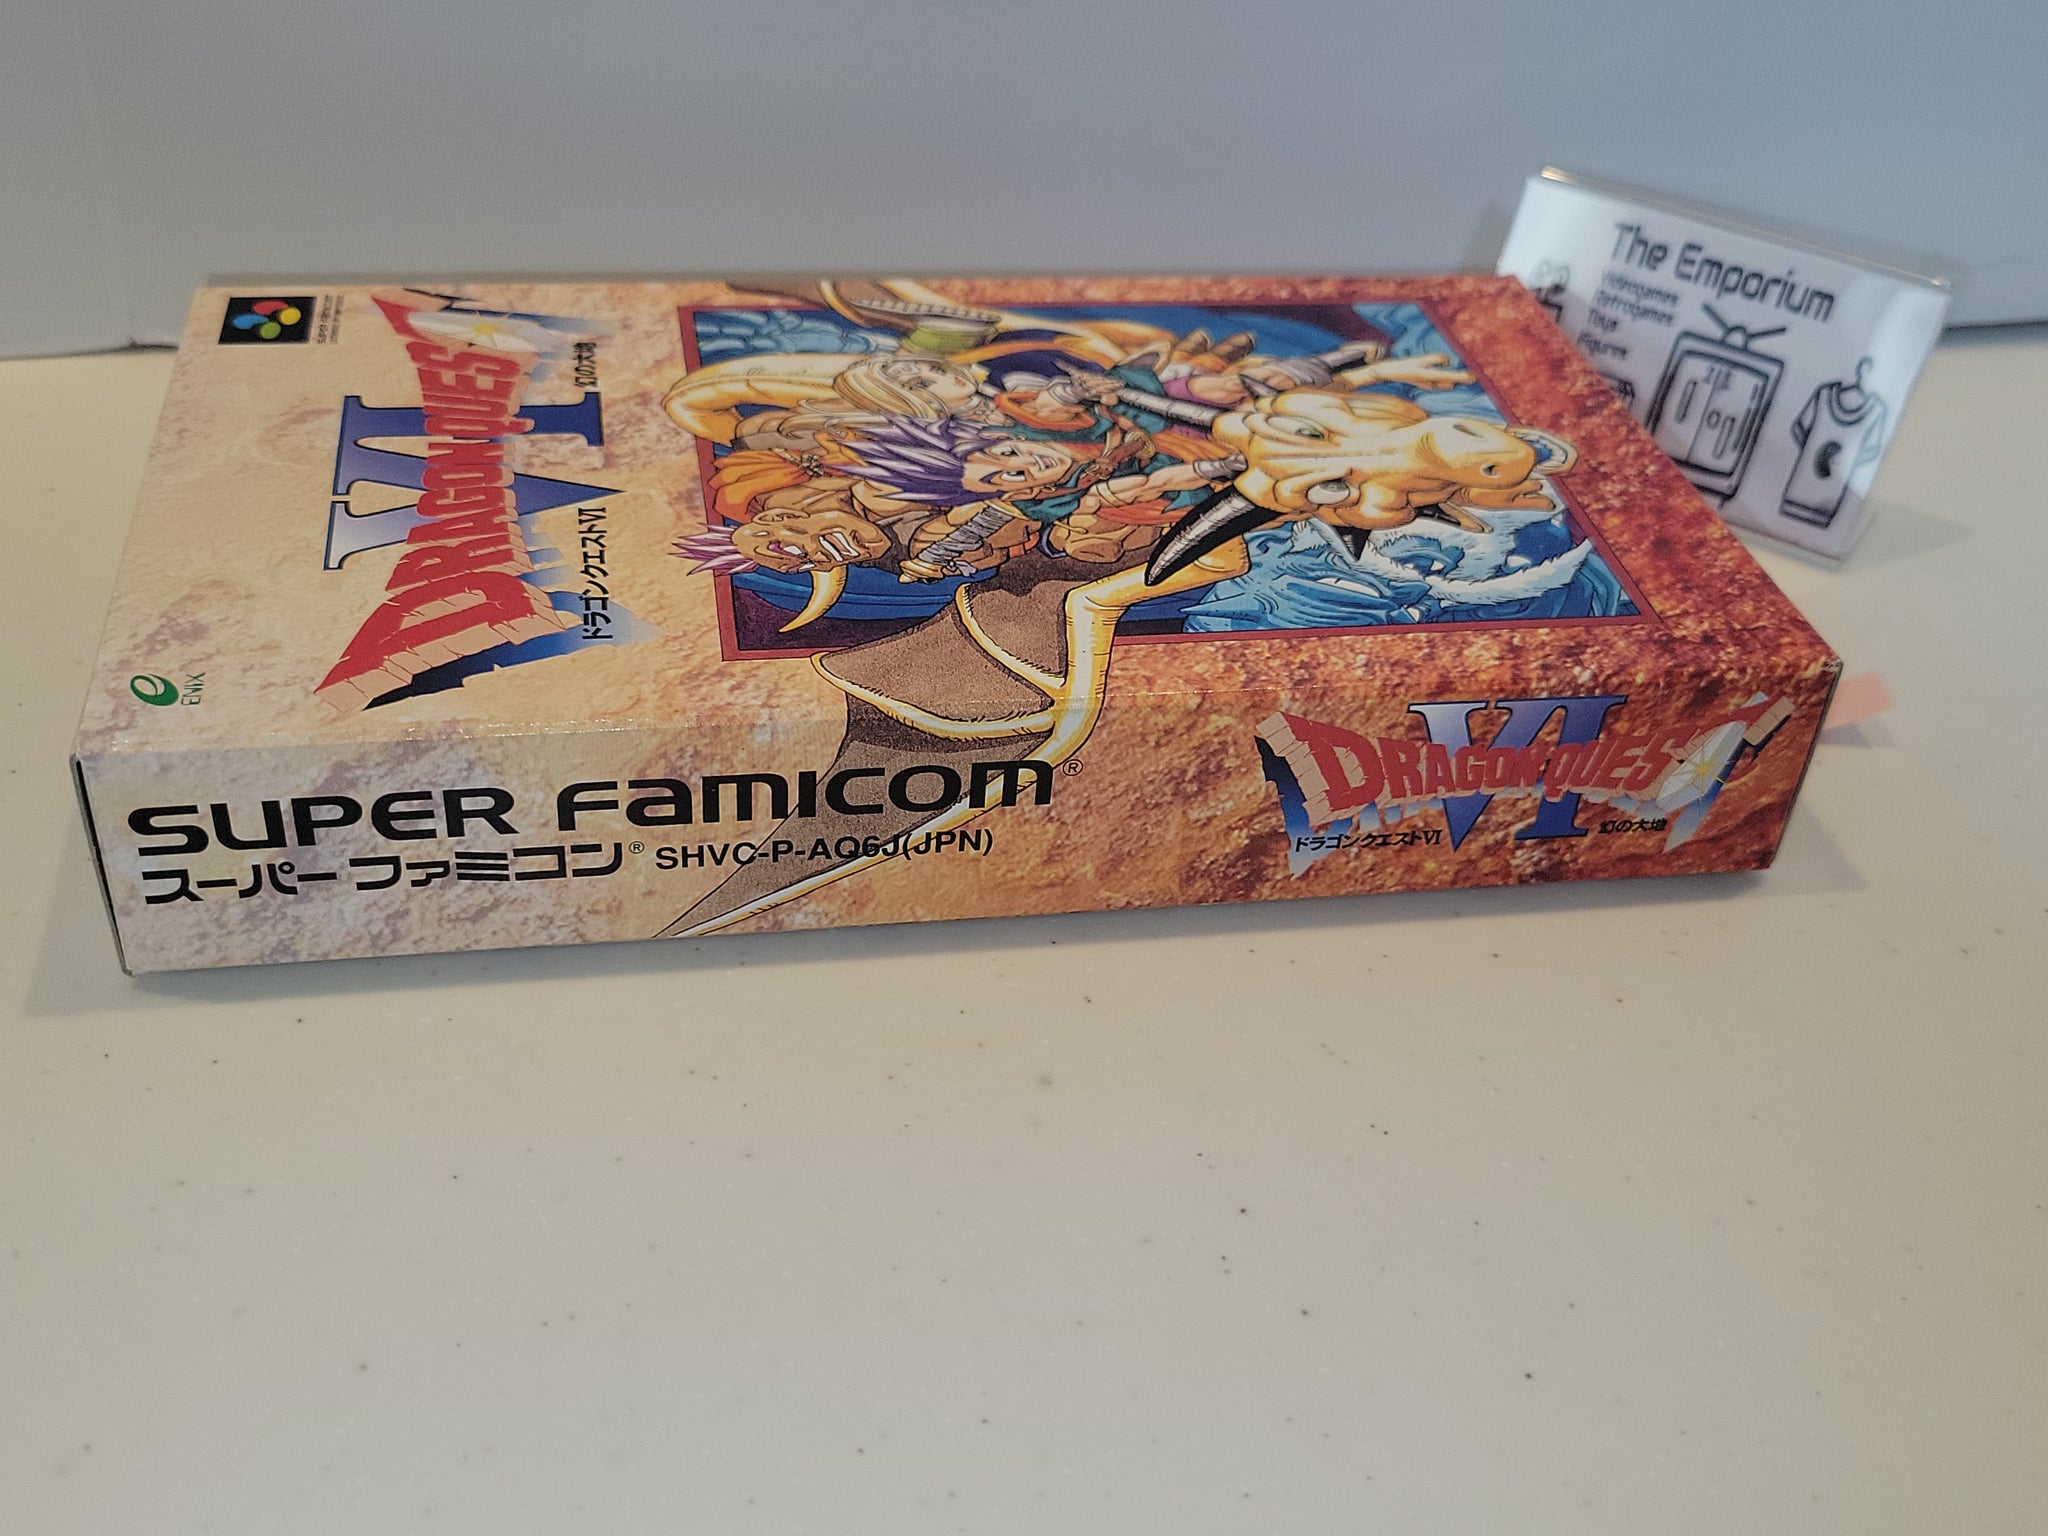 SUPER FAMICOM
ENIX
DRAGON QUEST
VI
ドラゴンクエストVI
幻の大地
SUPER FAMICOM®
スーパーファミコン® SHVC-P-AQ6J(JPN)
DRAGON QUEST
VI
ドラゴンクエストVI
幻の大地
The Emporium
Videogames
Retrogames
Toys
Figures